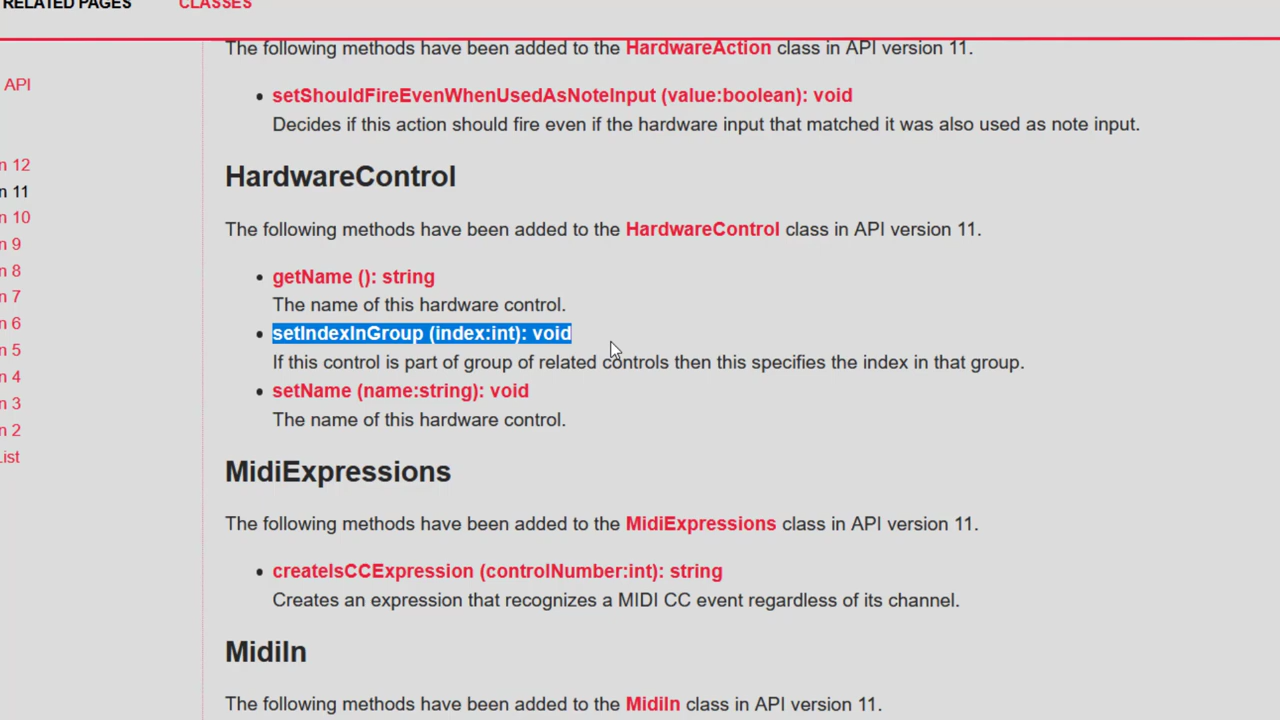 RELATED PAGES CLASSES
The following methods have been added to the HardwareAction class in API version 11.
API
setShouldFireEvenWhenUsedAsNoteInput (value:boolean): void
Decides if this action should fire even if the hardware input that matched it was also used as note input.
n 12
n 11
n 10
n 9
n 8
n 7
n 6
n 5
n 4
n 3
n 2
List
HardwareControl
The following methods have been added to the HardwareControl class in API version 11.
getName (): string
The name of this hardware control.
setIndexInGroup (index:int): void
If this control is part of group of related controls then this specifies the index in that group.
setName (name:string): void
The name of this hardware control.
MidiExpressions
The following methods have been added to the MidiExpressions class in API version 11.
createIsCCExpression (controlNumber:int): string
Creates an expression that recognizes a MIDI CC event regardless of its channel.
MidiIn
The following methods have been added to the MidiIn class in API version 11.